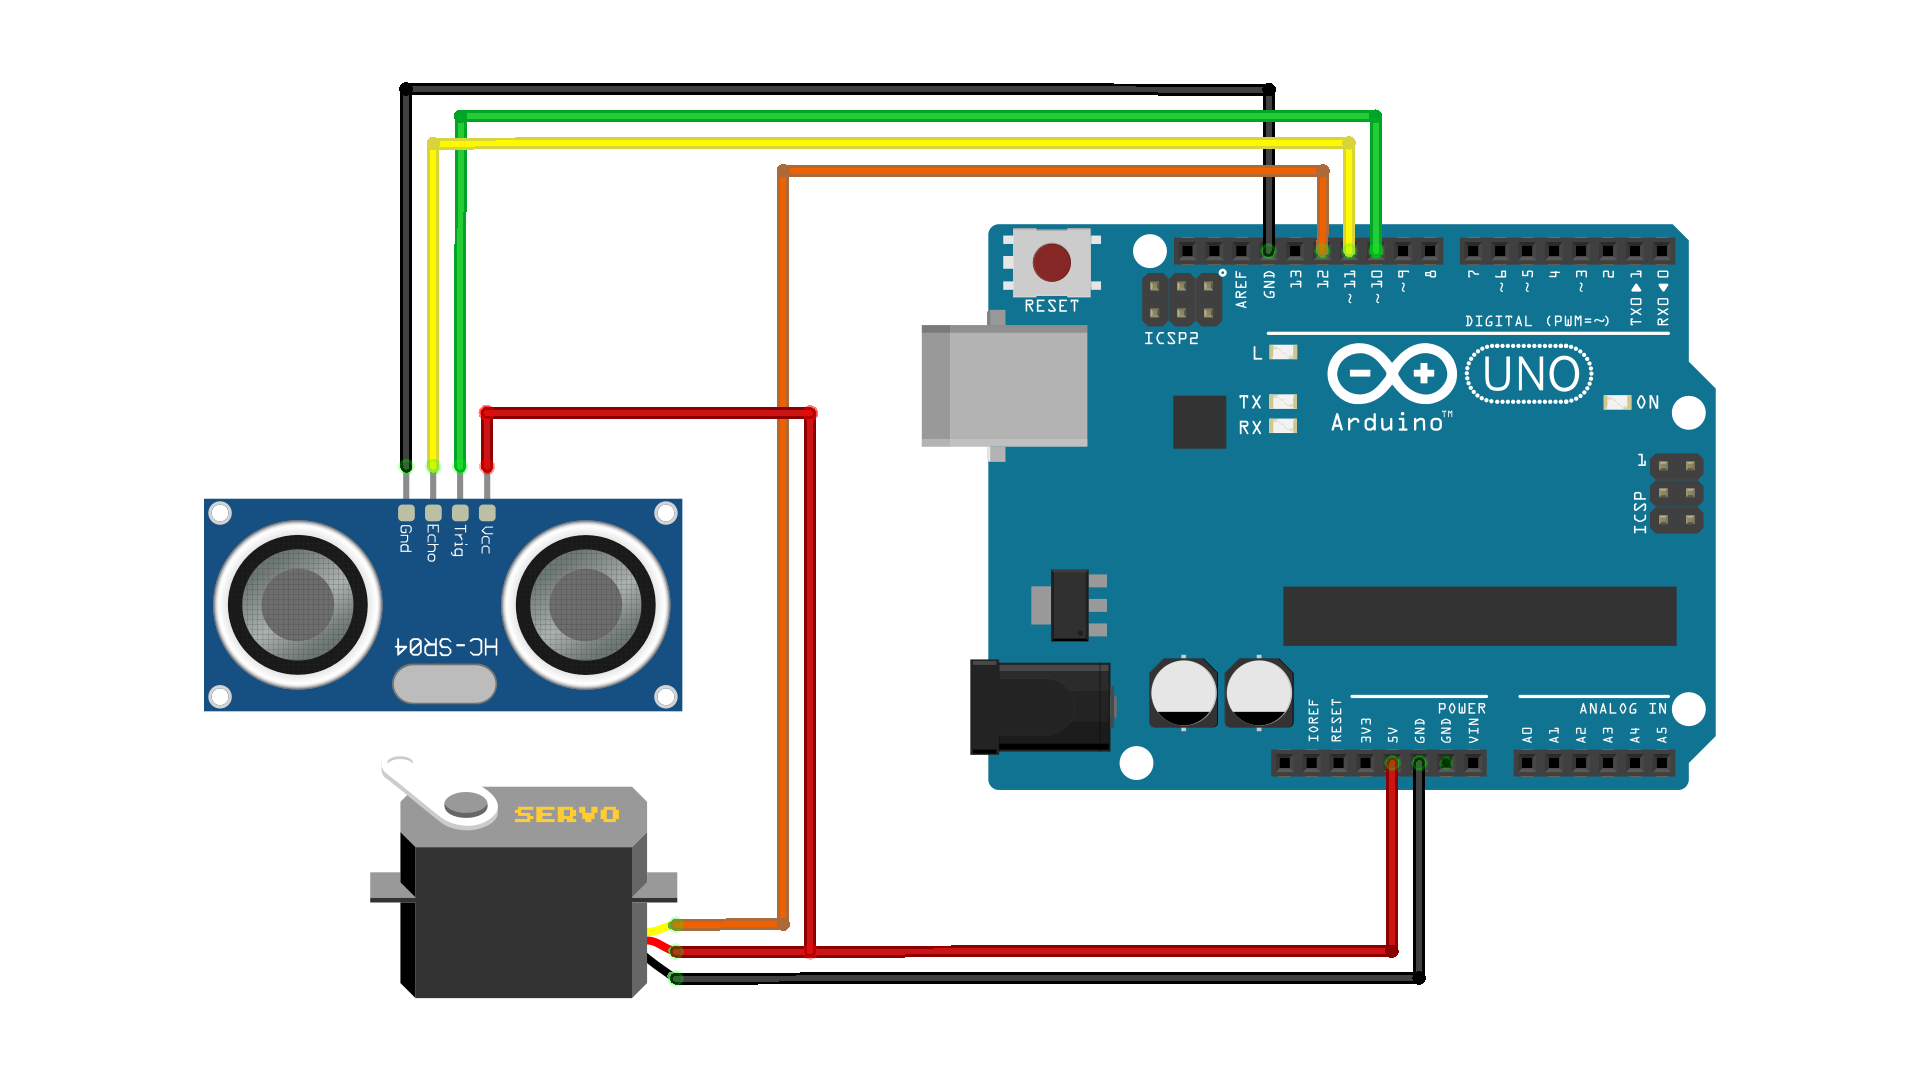 RESET
ICSP2
AREF
GND
13
12
~11
~10
~9
8
7
~6
~5
4
~3
2
TX0▶1
RX0◀0
DIGITAL (PWM=~)
L
TX
RX
UNO
Arduino™
ON
1
ICSP
Gnd
Echo
Trig
Vcc
HC-SR04
POWER
ANALOG IN
IOREF
RESET
3V3
5V
GND
GND
VIN
A0
A1
A2
A3
A4
A5
SERVO